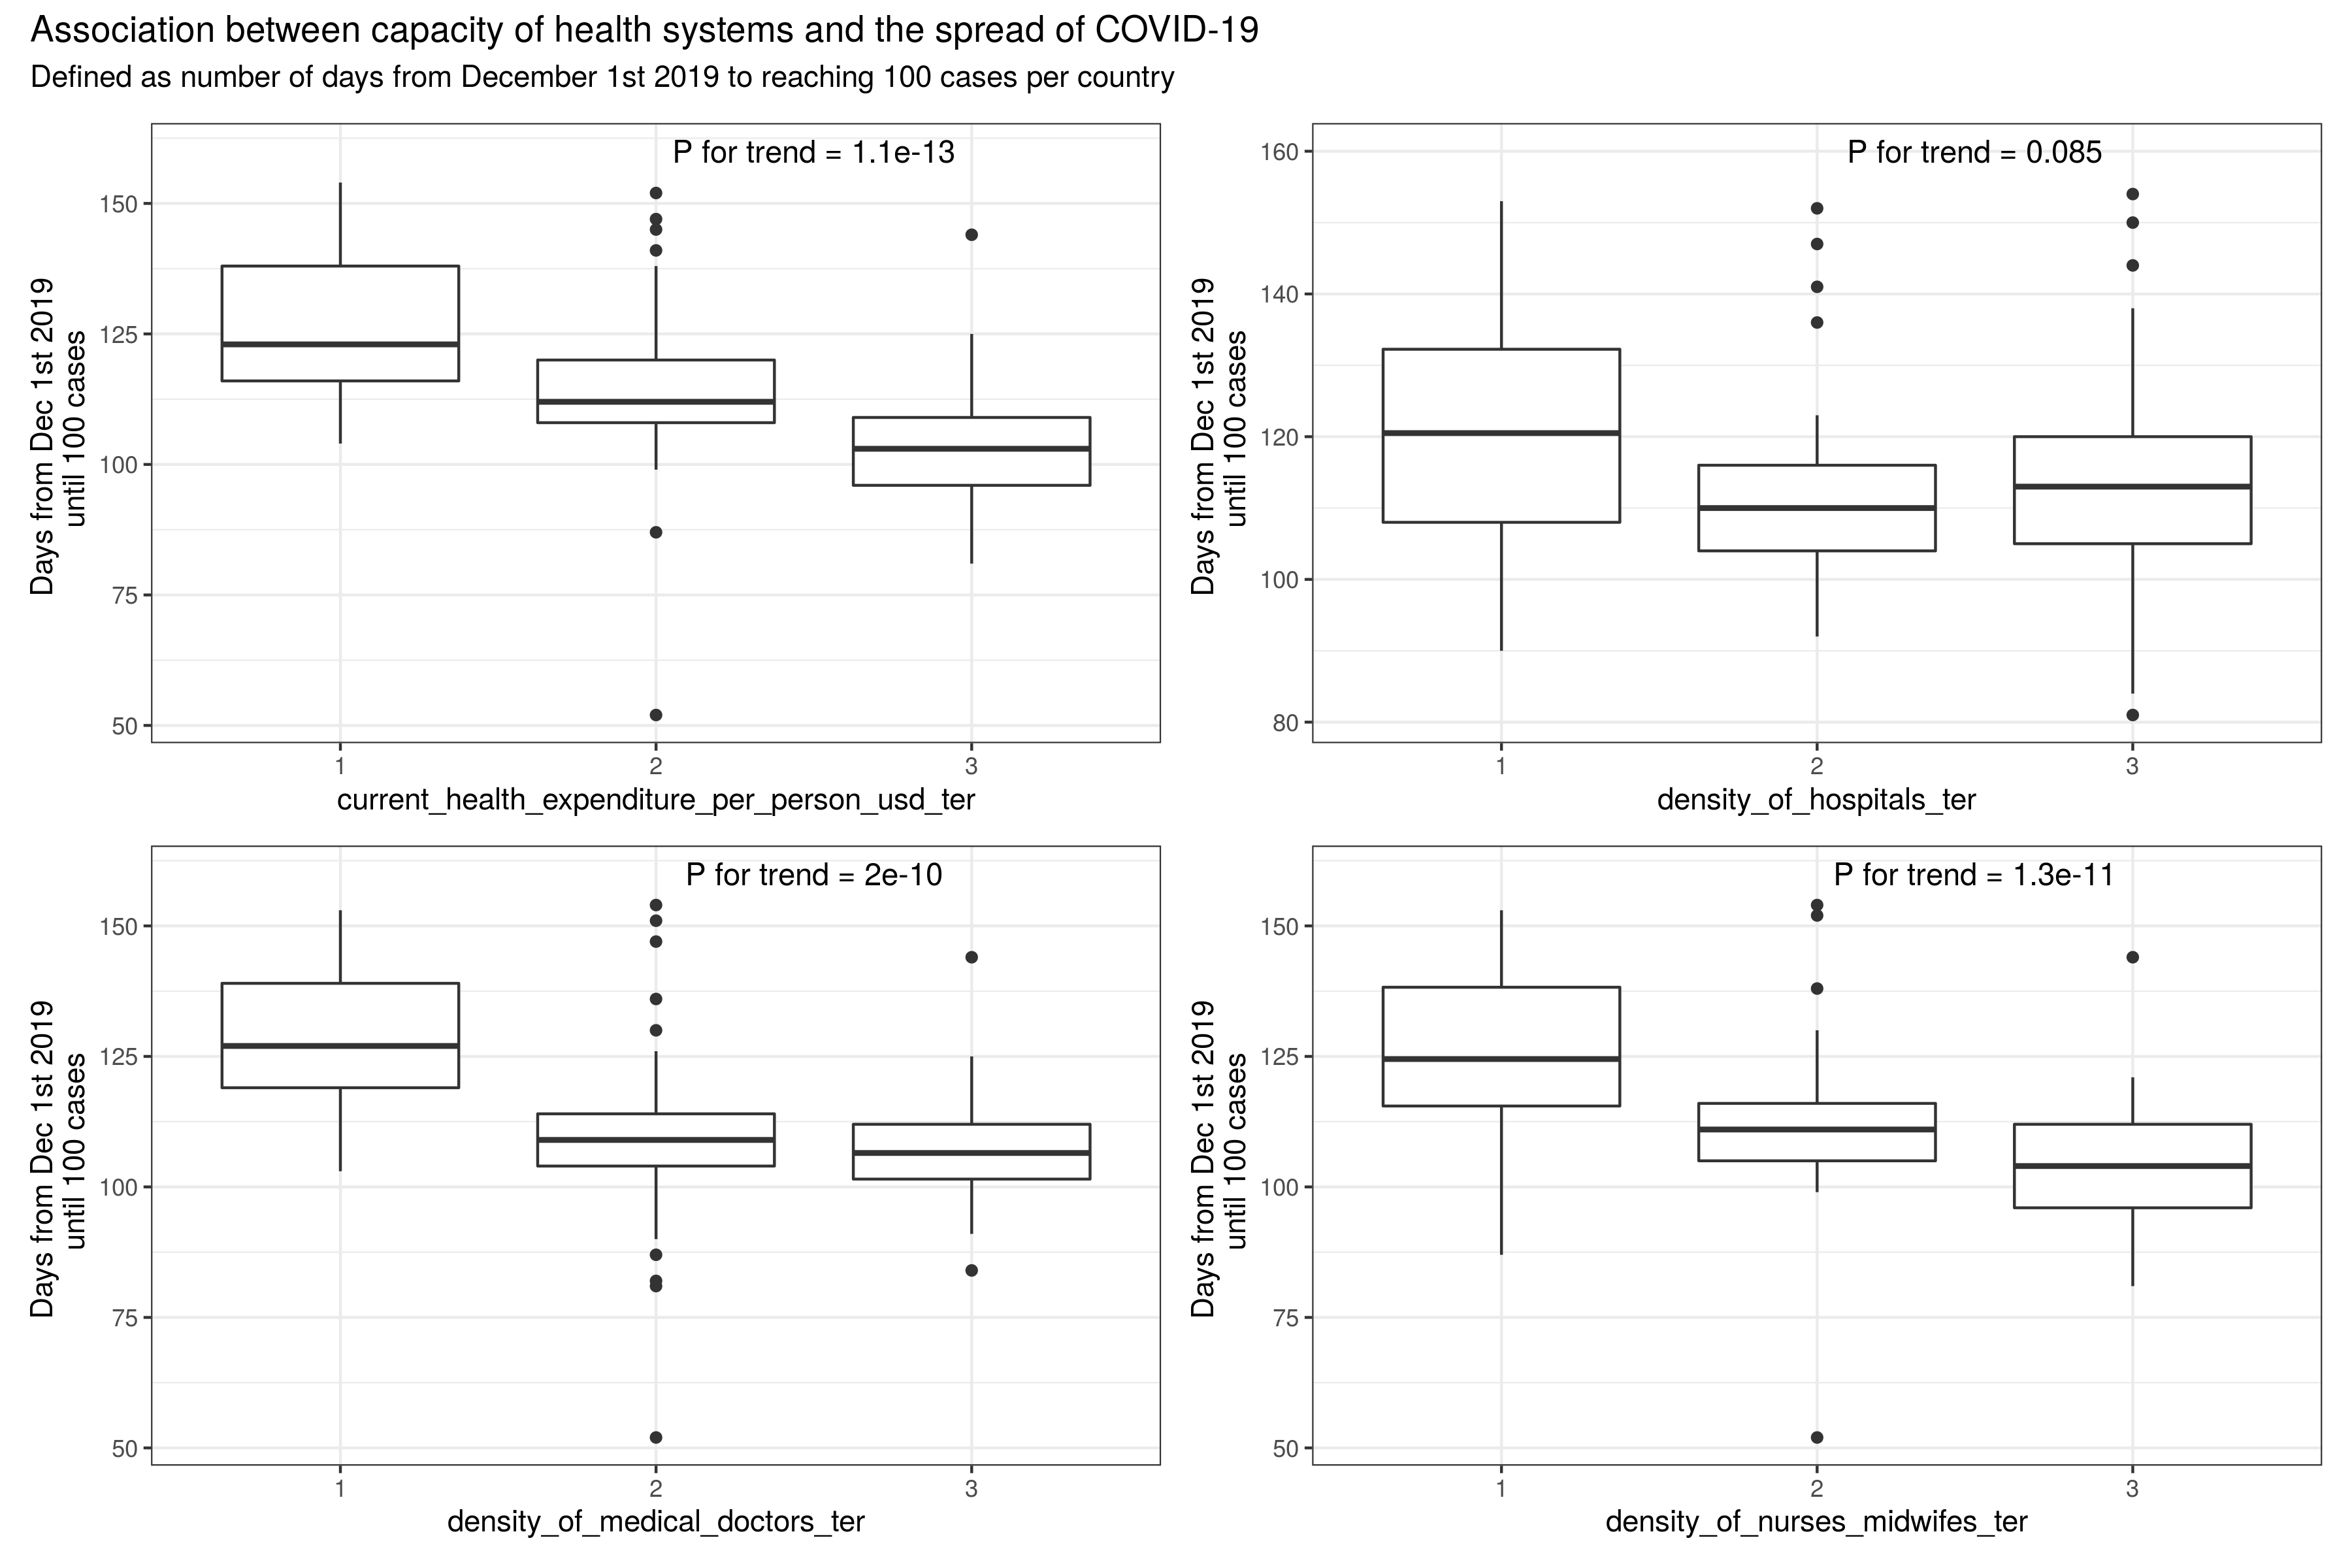 Association between capacity of health systems and the spread of COVID-19
Defined as number of days from December 1st 2019 to reaching 100 cases per country
P for trend = 1.1e-13
Days from Dec 1st 2019
until 100 cases
150
125
100
75
50
1 2 3
current_health_expenditure_per_person_usd_ter
P for trend = 0.085
Days from Dec 1st 2019
until 100 cases
160
140
120
100
80
1 2 3
density_of_hospitals_ter
P for trend = 2e-10
Days from Dec 1st 2019
until 100 cases
150
125
100
75
50
1 2 3
density_of_medical_doctors_ter
P for trend = 1.3e-11
Days from Dec 1st 2019
until 100 cases
150
125
100
75
50
1 2 3
density_of_nurses_midwifes_ter